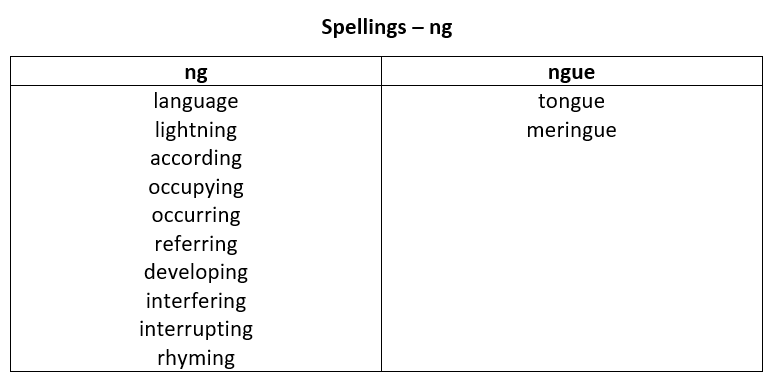 Spellings – ng
ng ngue
language tongue
lightning meringue
according
occupying
occurring
referring
developing
interfering
interrupting
rhyming